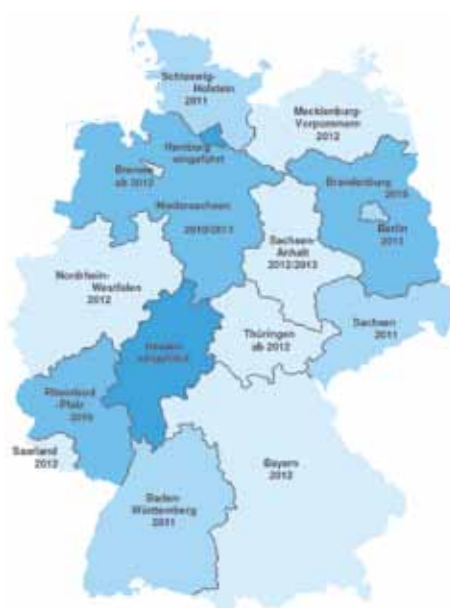 Schleswig-
Holstein
2011
Mecklenburg-
Vorpommern
2012
Hamburg
eingeführt
Bremen
ab 2012
Niedersachsen
2010/2011
Brandenburg
2010
Berlin
2011
Sachsen-
Anhalt
2012/2013
Nordrhein-
Westfalen
2012
Hessen
eingeführt
Thüringen
ab 2012
Sachsen
2011
Rheinland
-Pfalz
2010
Saarland
2012
Bayern
2012
Baden-
Württemberg
2011